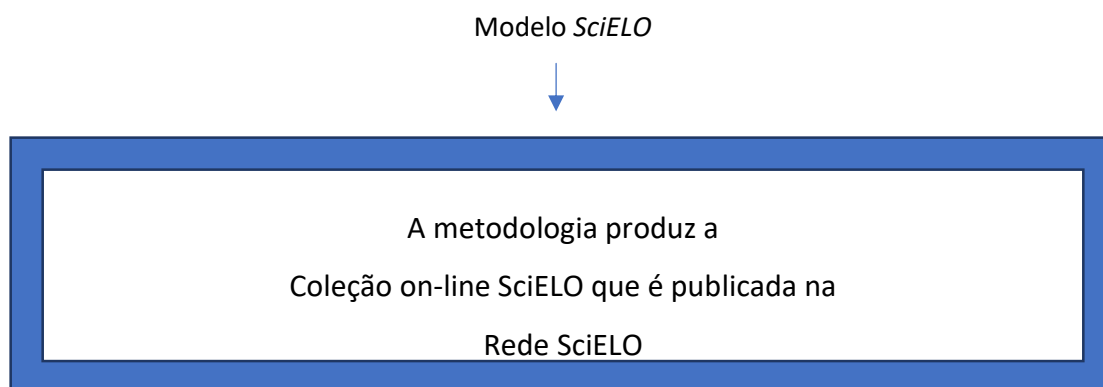 Modelo SciELO
A metodologia produz a
Coleção on-line SciELO que é publicada na
Rede SciELO